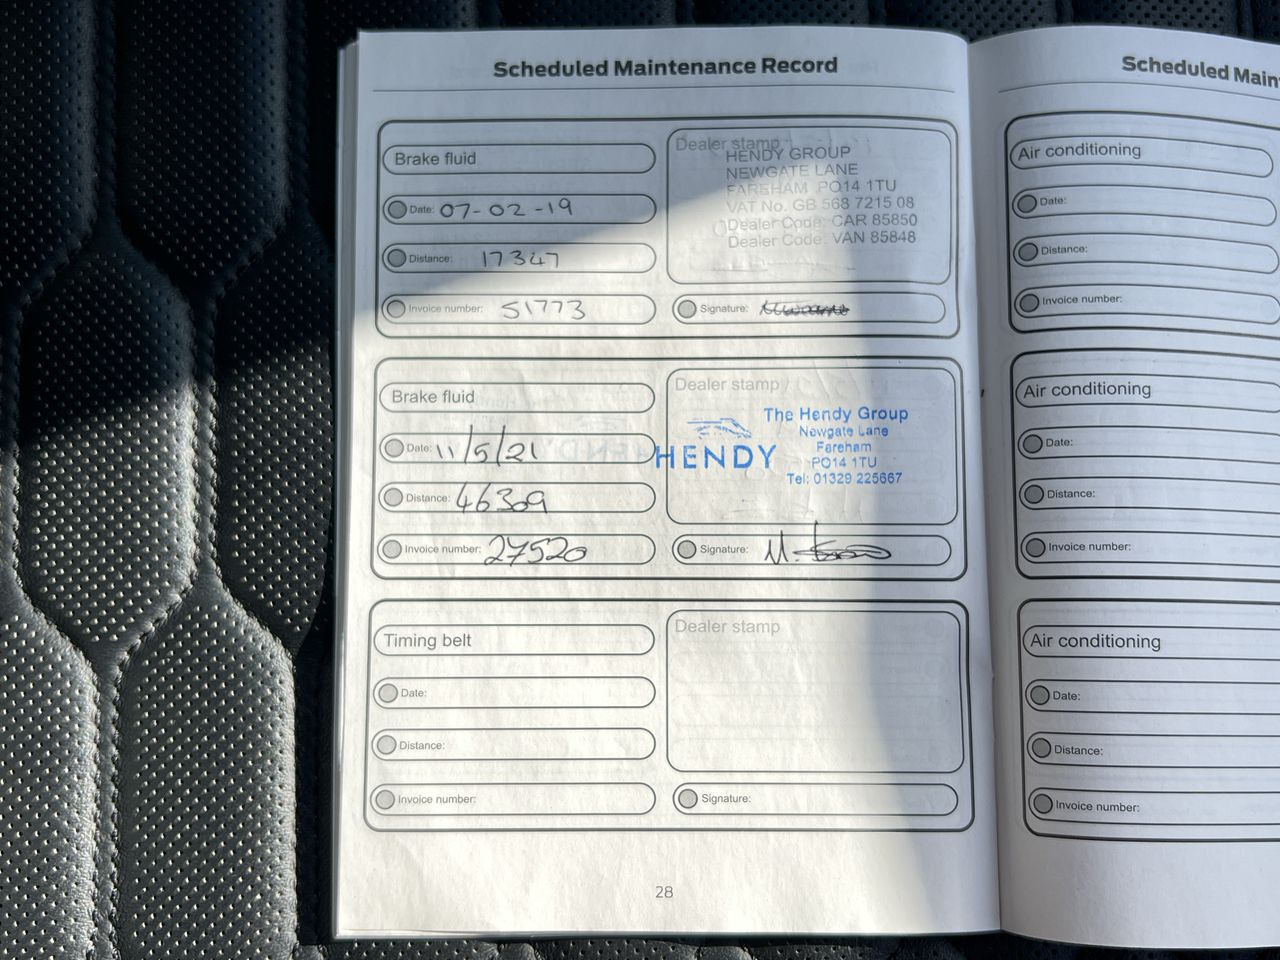 Scheduled Maintenance Record
Brake fluid
Date: 07-02-19
Distance: 17347
Invoice number: 51773
Dealer stamp
HENDY GROUP
NEWGATE LANE
FAREHAM PO14 1TU
VAT No. GB 568 7215 08
Dealer Code: CAR 85850
Dealer Code: VAN 85848
Signature:
Brake fluid
Date: 11/5/21
Distance: 46309
Invoice number: 27520
Dealer stamp
HENDY
The Hendy Group
Newgate Lane
Fareham
PO14 1TU
Tel: 01329 225667
Signature:
Timing belt
Date:
Distance:
Invoice number:
Dealer stamp
Signature:
28
Scheduled Main
Air conditioning
Date:
Distance:
Invoice number:
Air conditioning
Date:
Distance:
Invoice number:
Air conditioning
Date:
Distance:
Invoice number: